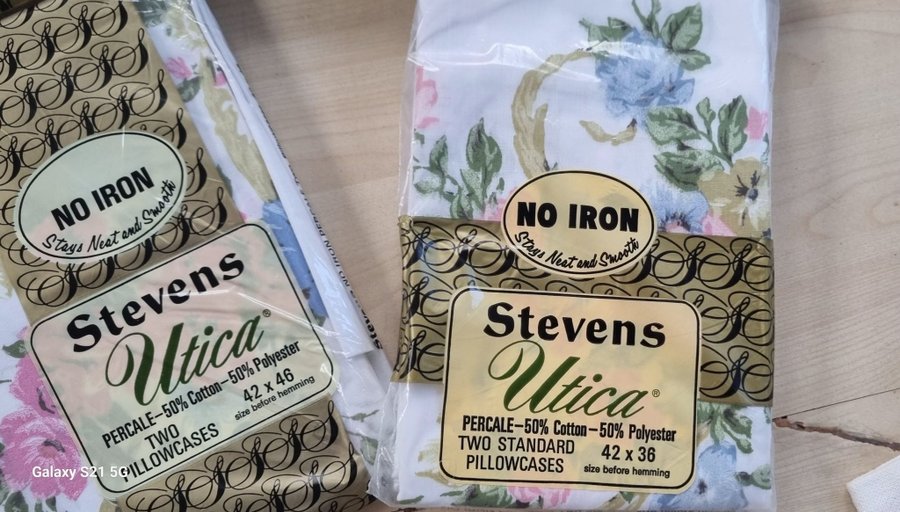 NO IRON
Stays Neat and Smooth
Stevens
Utica®
PERCALE–50% Cotton–50% Polyester
TWO
PILLOWCASES
42 x 46
size before hemming
NO IRON
Stays Neat and Smooth
Stevens
Utica®
PERCALE–50% Cotton–50% Polyester
TWO STANDARD
PILLOWCASES
42 x 36
size before hemming
Galaxy S21 5G